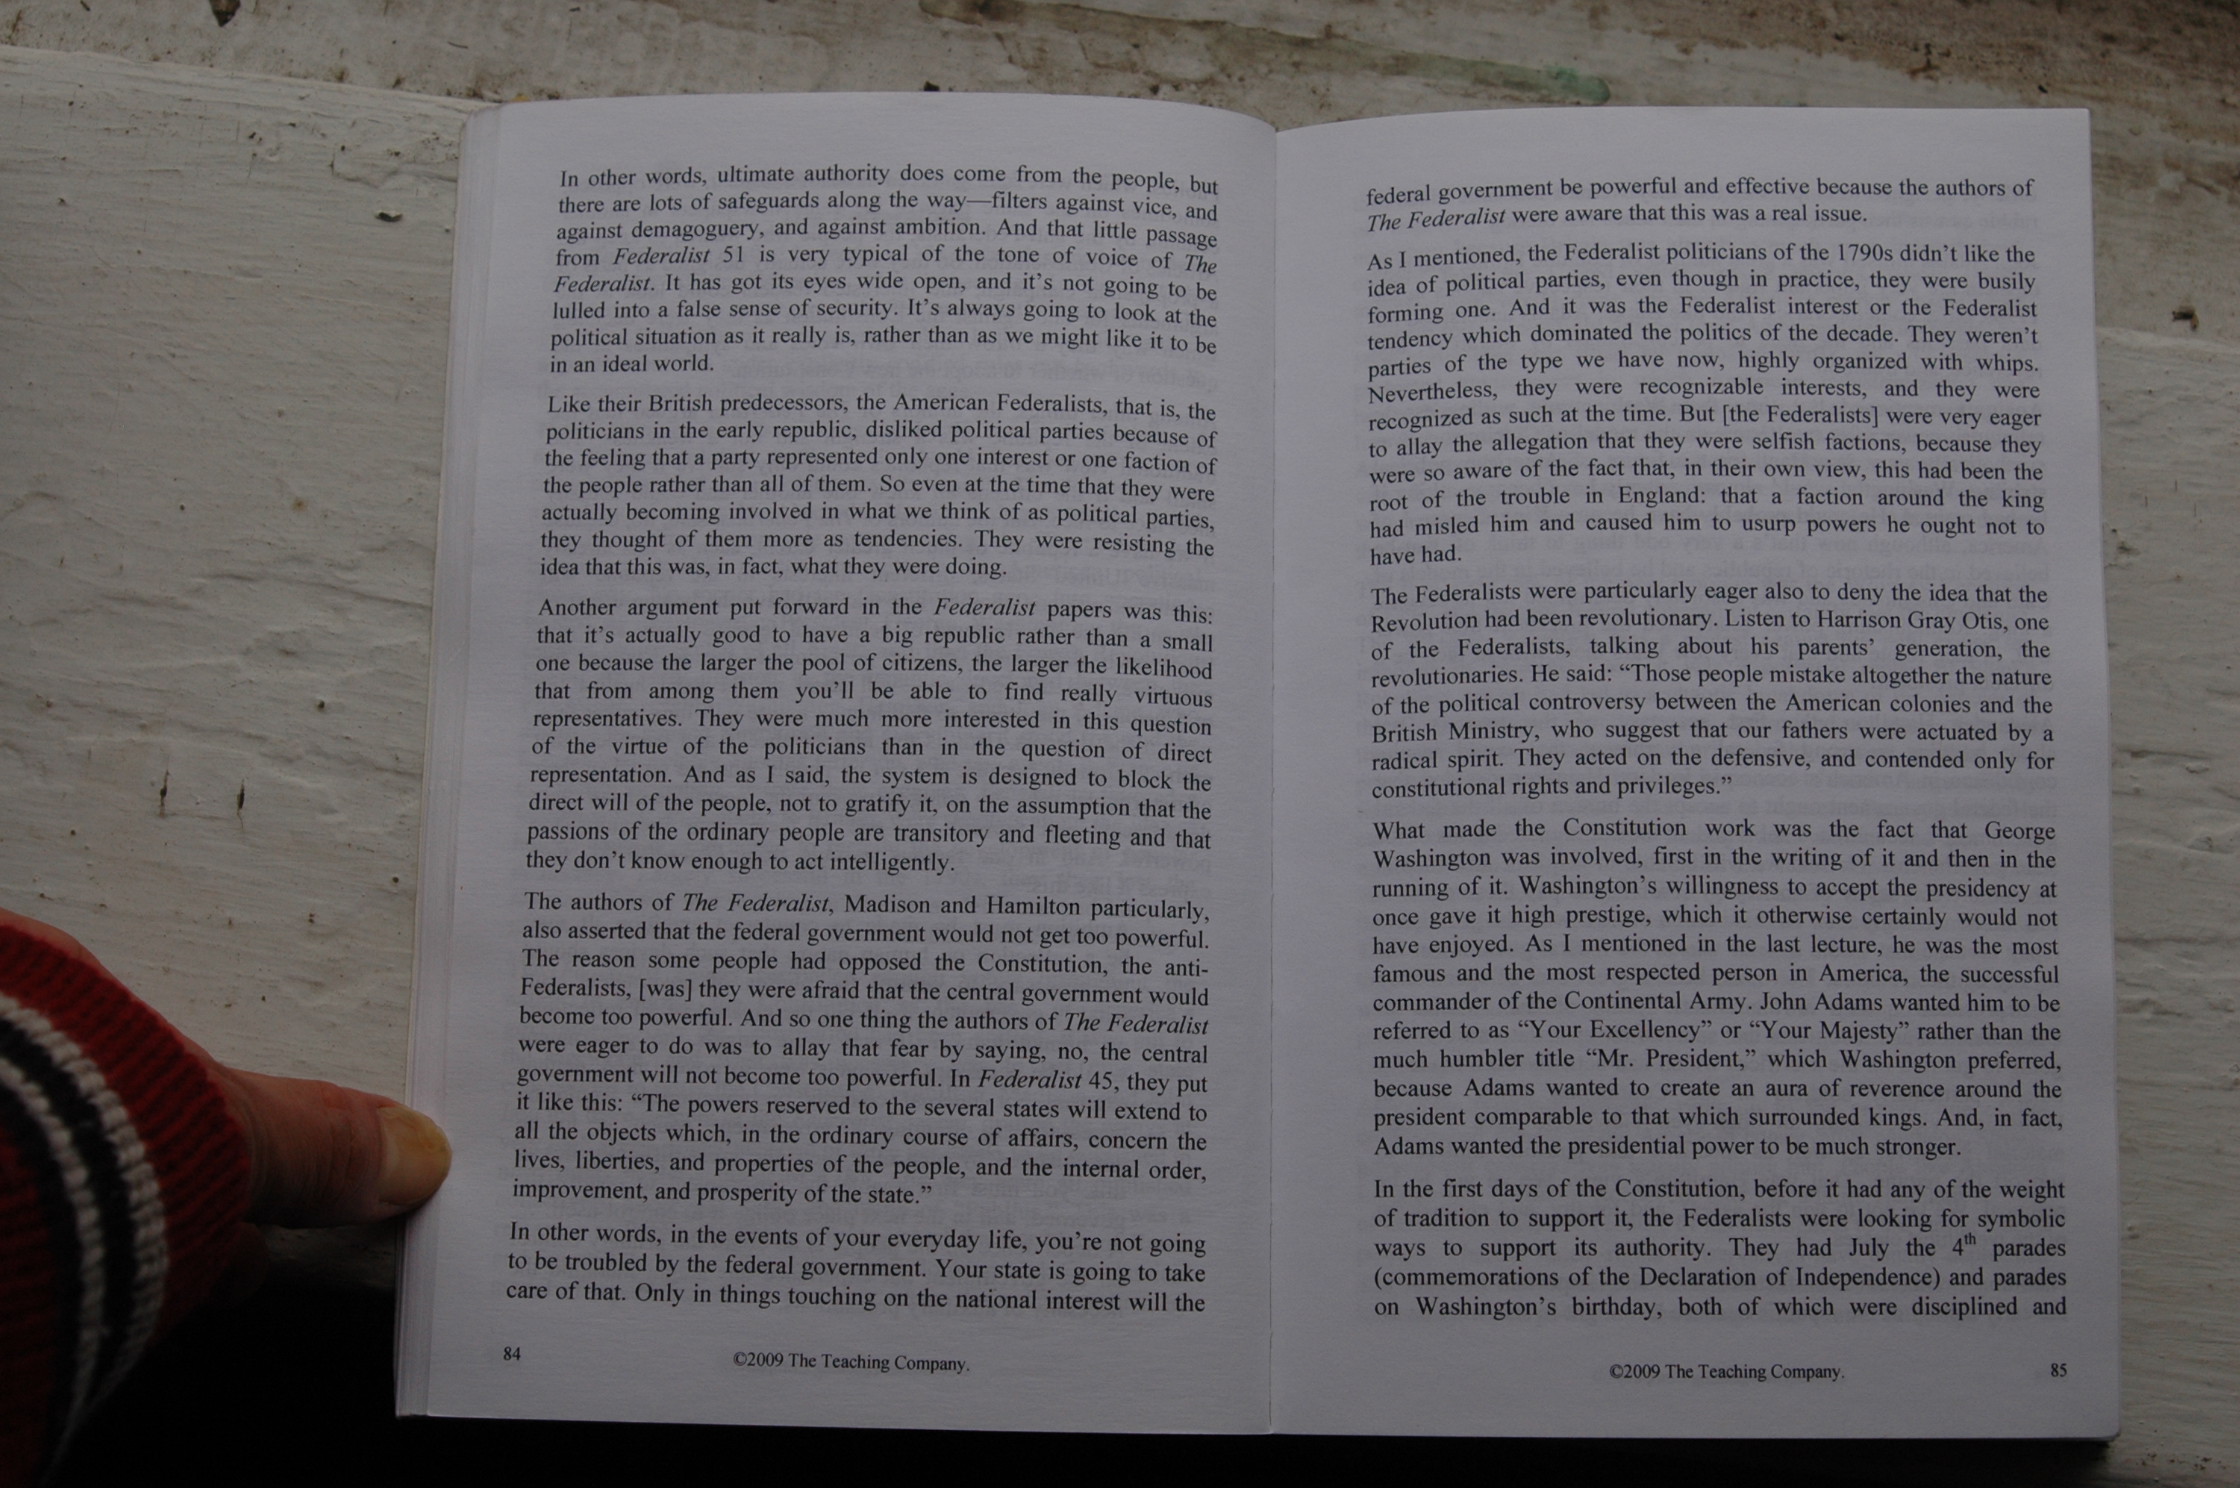 In other words, ultimate authority does come from the people, but
there are lots of safeguards along the way—filters against vice, and
against demagoguery, and against ambition. And that little passage
from Federalist 51 is very typical of the tone of voice of The
Federalist. It has got its eyes wide open, and it's not going to be
lulled into a false sense of security. It's always going to look at the
political situation as it really is, rather than as we might like it to be
in an ideal world.
Like their British predecessors, the American Federalists, that is, the
politicians in the early republic, disliked political parties because of
the feeling that a party represented only one interest or one faction of
the people rather than all of them. So even at the time that they were
actually becoming involved in what we think of as political parties,
they thought of them more as tendencies. They were resisting the
idea that this was, in fact, what they were doing.
Another argument put forward in the Federalist papers was this:
that it's actually good to have a big republic rather than a small
one because the larger the pool of citizens, the larger the likelihood
that from among them you'll be able to find really virtuous
representatives. They were much more interested in this question
of the virtue of the politicians than in the question of direct
representation. And as I said, the system is designed to block the
direct will of the people, not to gratify it, on the assumption that the
passions of the ordinary people are transitory and fleeting and that
they don't know enough to act intelligently.
The authors of The Federalist, Madison and Hamilton particularly,
also asserted that the federal government would not get too powerful.
The reason some people had opposed the Constitution, the anti-
Federalists, [was] they were afraid that the central government would
become too powerful. And so one thing the authors of The Federalist
were eager to do was to allay that fear by saying, no, the central
government will not become too powerful. In Federalist 45, they put
it like this: “The powers reserved to the several states will extend to
all the objects which, in the ordinary course of affairs, concern the
lives, liberties, and properties of the people, and the internal order,
improvement, and prosperity of the state.”
In other words, in the events of your everyday life, you're not going
to be troubled by the federal government. Your state is going to take
care of that. Only in things touching on the national interest will the
84
©2009 The Teaching Company.
federal government be powerful and effective because the authors of
The Federalist were aware that this was a real issue.
As I mentioned, the Federalist politicians of the 1790s didn't like the
idea of political parties, even though in practice, they were busily
forming one. And it was the Federalist interest or the Federalist
tendency which dominated the politics of the decade. They weren't
parties of the type we have now, highly organized with whips.
Nevertheless, they were recognizable interests, and they were
recognized as such at the time. But [the Federalists] were very eager
to allay the allegation that they were selfish factions, because they
were so aware of the fact that, in their own view, this had been the
root of the trouble in England: that a faction around the king
had misled him and caused him to usurp powers he ought not to
have had.
The Federalists were particularly eager also to deny the idea that the
Revolution had been revolutionary. Listen to Harrison Gray Otis, one
of the Federalists, talking about his parents' generation, the
revolutionaries. He said: “Those people mistake altogether the nature
of the political controversy between the American colonies and the
British Ministry, who suggest that our fathers were actuated by a
radical spirit. They acted on the defensive, and contended only for
constitutional rights and privileges.”
What made the Constitution work was the fact that George
Washington was involved, first in the writing of it and then in the
running of it. Washington's willingness to accept the presidency at
once gave it high prestige, which it otherwise certainly would not
have enjoyed. As I mentioned in the last lecture, he was the most
famous and the most respected person in America, the successful
commander of the Continental Army. John Adams wanted him to be
referred to as “Your Excellency” or “Your Majesty” rather than the
much humbler title “Mr. President,” which Washington preferred,
because Adams wanted to create an aura of reverence around the
president comparable to that which surrounded kings. And, in fact,
Adams wanted the presidential power to be much stronger.
In the first days of the Constitution, before it had any of the weight
of tradition to support it, the Federalists were looking for symbolic
ways to support its authority. They had July the 4th parades
(commemorations of the Declaration of Independence) and parades
on Washington's birthday, both of which were disciplined and
©2009 The Teaching Company.
85